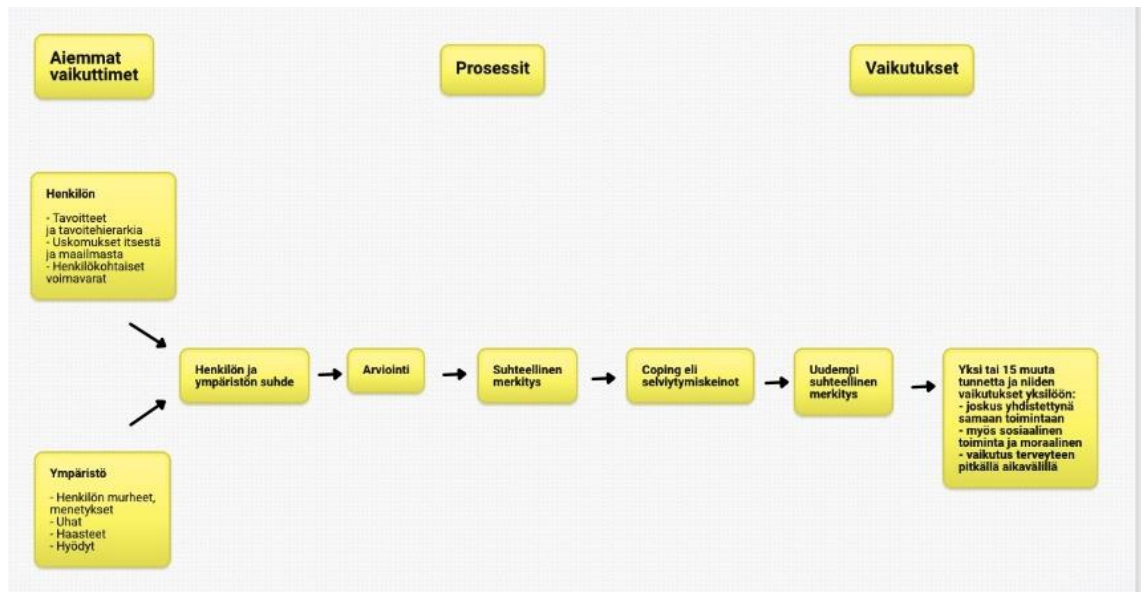 Aiemmat
vaikuttimet
Prosessit
Vaikutukset
Henkilön
- Tavoitteet
ja tavoitehierarkia
- Uskomukset itsestä
ja maailmasta
- Henkilökohtaiset
voimavarat
Henkilön ja
ympäristön suhde
Arviointi
Suhteellinen
merkitys
Coping eli
selviytymiskeinot
Uudempi
suhteellinen
merkitys
Yksi tai 15 muuta
tunnetta ja niiden
vaikutukset yksilöön:
- joskus yhdistettynä
samaan toimintaan
- myös sosiaalinen
toiminta ja moraalinen
- vaikutus terveyteen
pitkällä aikavälillä
Ympäristö
- Henkilön murheet,
menetykset
- Uhat
- Haasteet
- Hyödyt